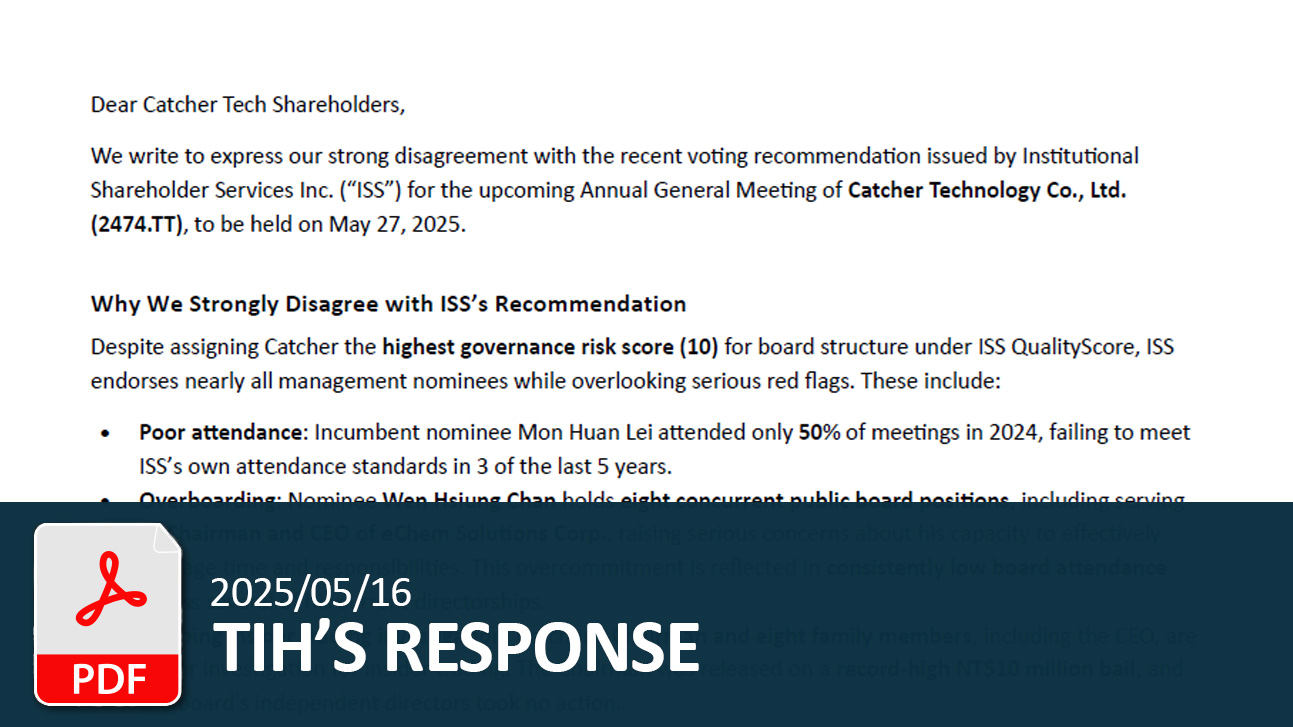 Dear Catcher Tech Shareholders,
We write to express our strong disagreement with the recent voting recommendation issued by Institutional
Shareholder Services Inc. (“ISS”) for the upcoming Annual General Meeting of Catcher Technology Co., Ltd.
(2474.TT), to be held on May 27, 2025.
Why We Strongly Disagree with ISS’s Recommendation
Despite assigning Catcher the highest governance risk score (10) for board structure under ISS QualityScore, ISS
endorses nearly all management nominees while overlooking serious red flags. These include:
• Poor attendance: Incumbent nominee Mon Huan Lei attended only 50% of meetings in 2024, failing to meet
ISS’s own attendance standards in 3 of the last 5 years.
• Overboarding: Nominee Wen Hsiung Chan holds eight concurrent public board positions, including serving
Chairman and CEO of eChem Solutions Corp., raising serious concerns about his capacity to effectively
time and responsibilities. This overcommitment is reflected in consistently low board attendance
directorships.
and eight family members, including the CEO, are
released on a record-high NT$10 million bail, and
board’s independent directors took no action.
PDF
2025/05/16
TIH’S RESPONSE